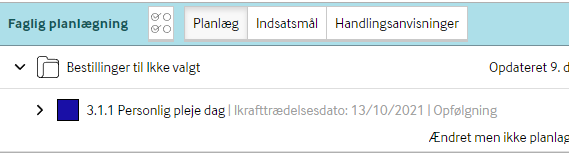 Faglig planlægning Planlæg Indsatsmål Handlingsanvisninger
Bestillinger til Ikke valgt Opdateret 9. d
3.1.1 Personlig pleje dag | Ikrafttrædelsesdato: 13/10/2021 | Opfølgning
Ændret men ikke planlag